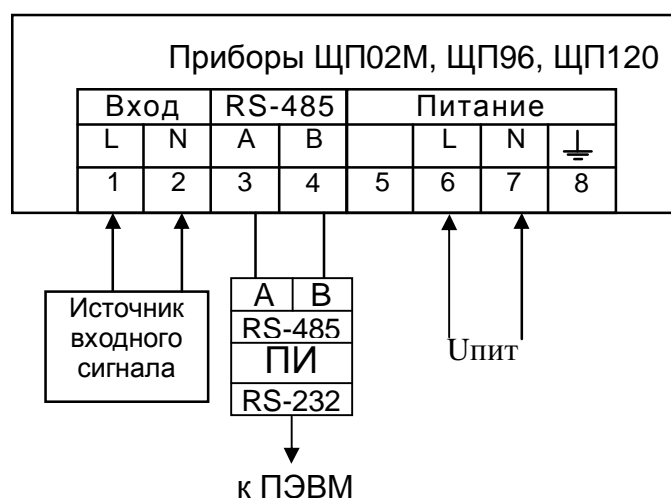 Приборы ЩП02М, ЩП96, ЩП120
Вход RS-485 Питание
L N A B L N
1 2 3 4 5 6 7 8
Источник
входного
сигнала
A B
RS-485
ПИ
RS-232
Uпит
к ПЭВМ